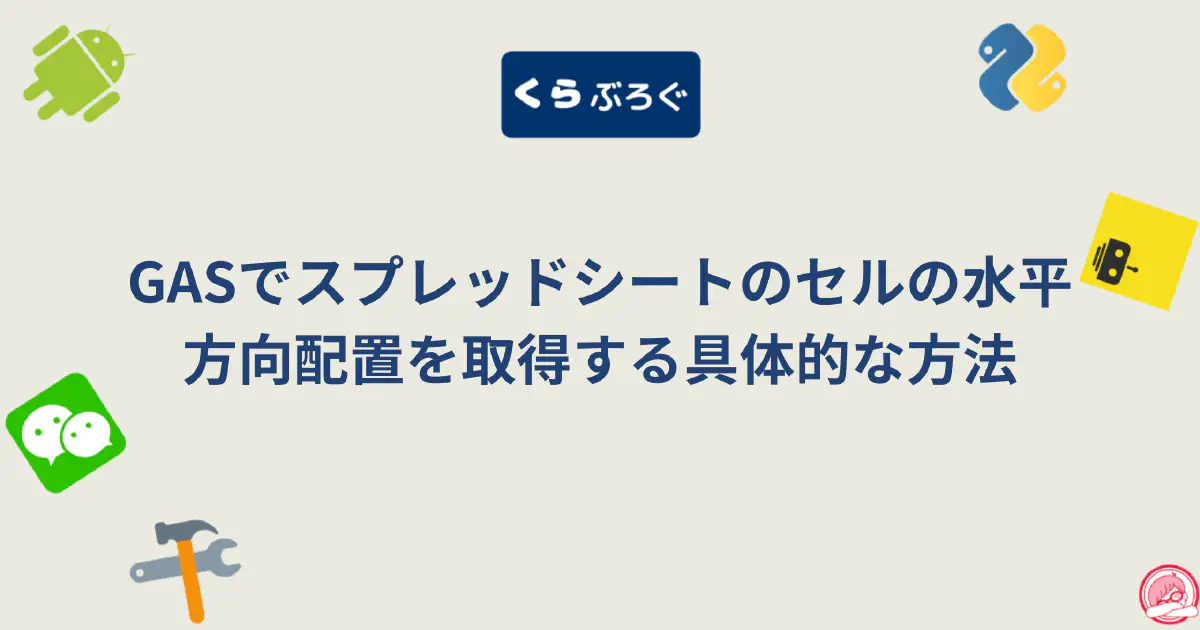 くらぶろぐ
GASでスプレッドシートのセルの水平
方向配置を取得する具体的な方法